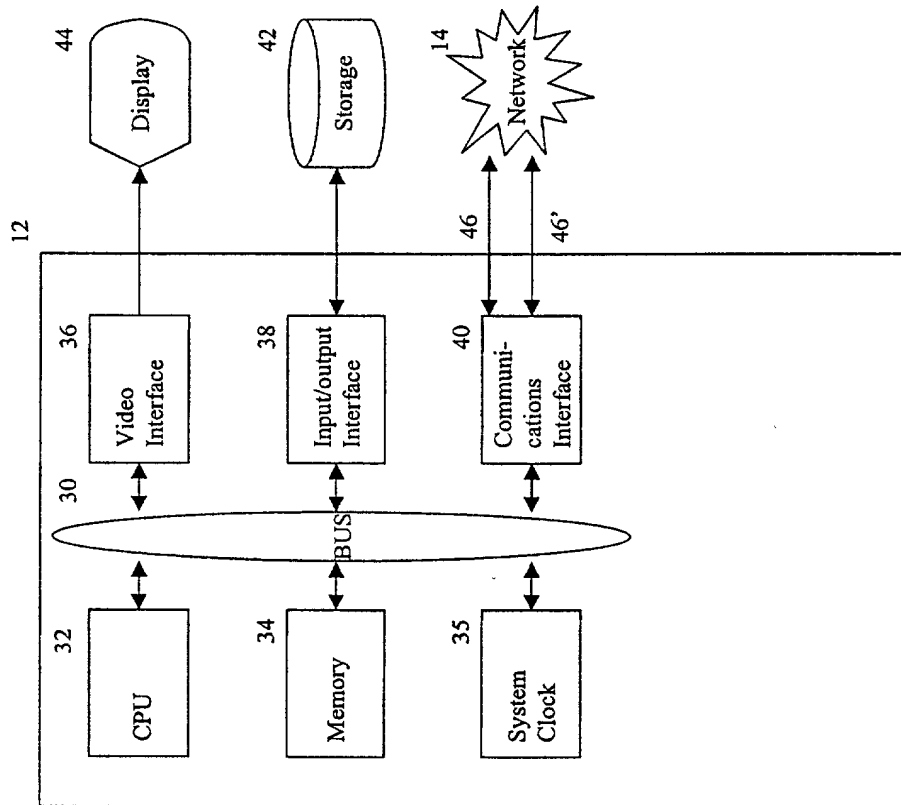 12
32
CPU
34
Memory
35
System
Clock
30
BUS
36
Video
Interface
38
Input/output
Interface
40
Communi-
cations
Interface
44
Display
42
Storage
46
46’
14
Network